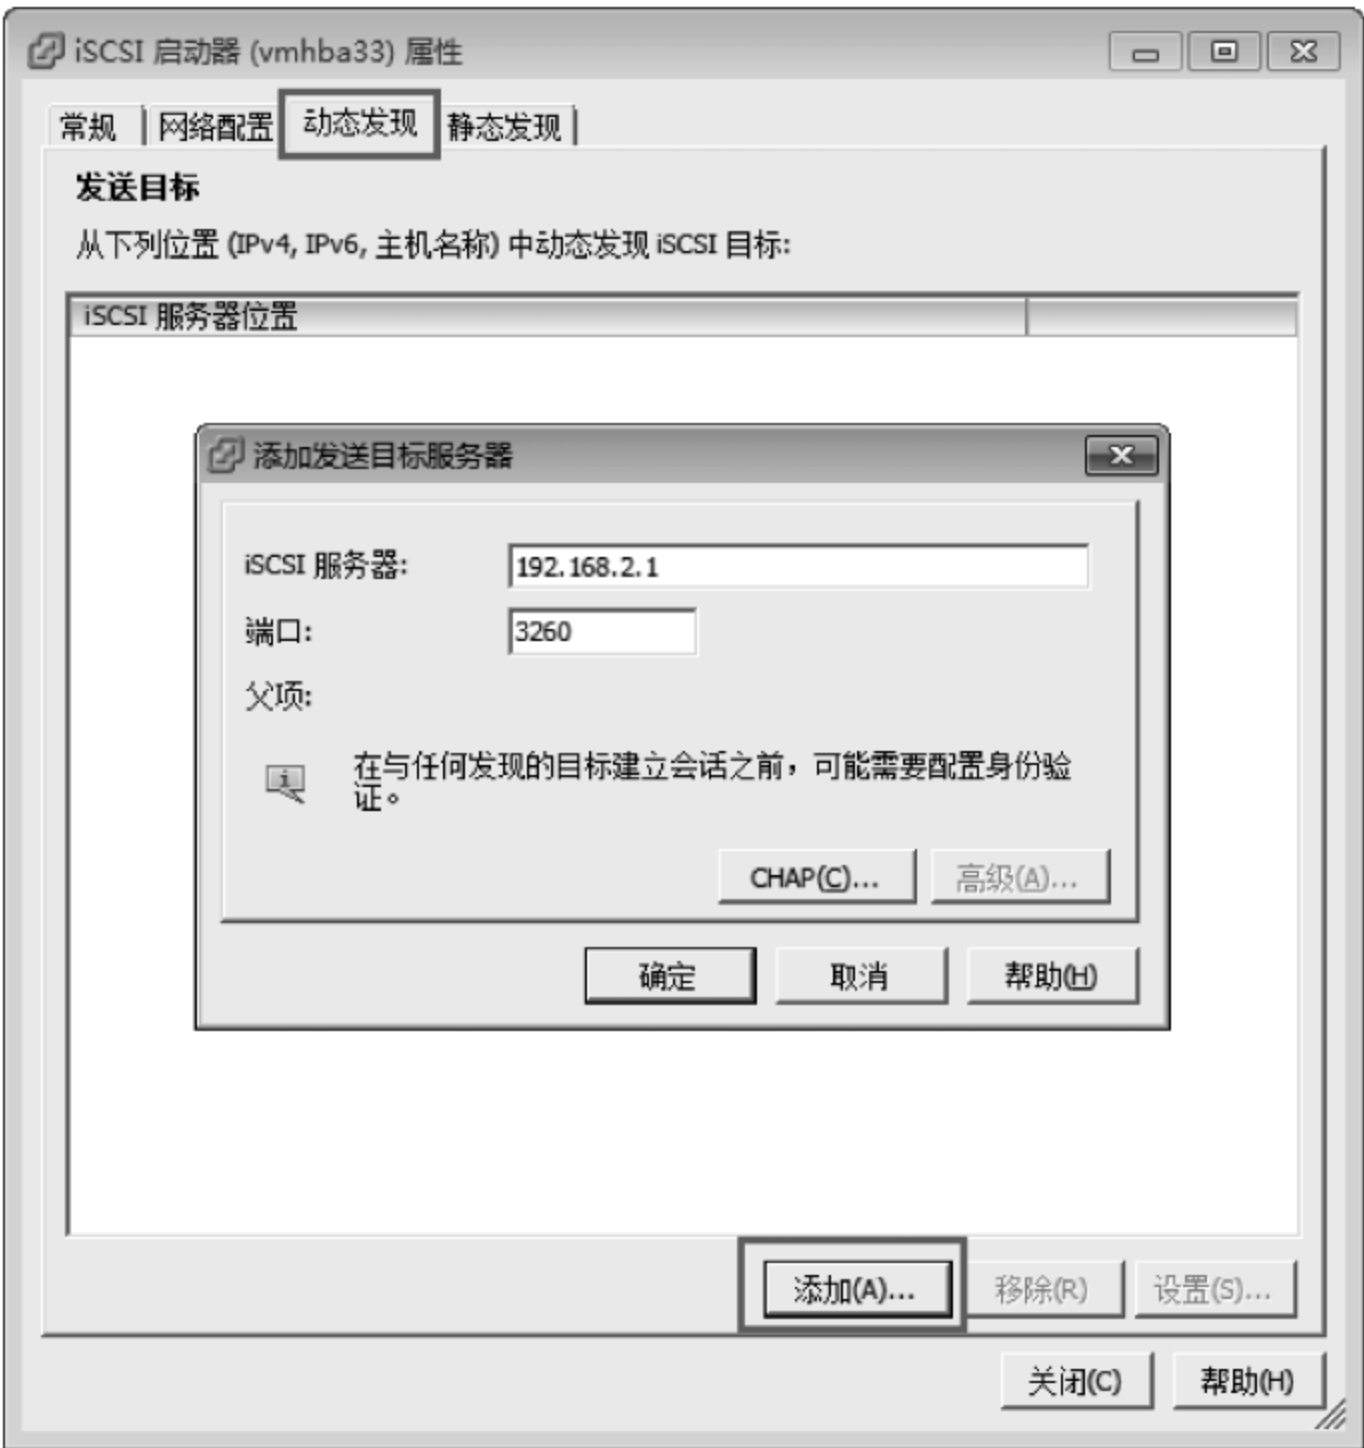 iSCSI 启动器 (vmhba33) 属性
常规 网络配置 动态发现 静态发现
发送目标
从下列位置 (IPv4, IPv6, 主机名称) 中动态发现 iSCSI 目标:
iSCSI 服务器位置
添加发送目标服务器
iSCSI 服务器: 192.168.2.1
端口: 3260
父项:
在与任何发现的目标建立会话之前，可能需要配置身份验
证。
CHAP(C)... 高级(A)...
确定 取消 帮助(H)
添加(A)... 移除(R) 设置(S)...
关闭(C) 帮助(H)